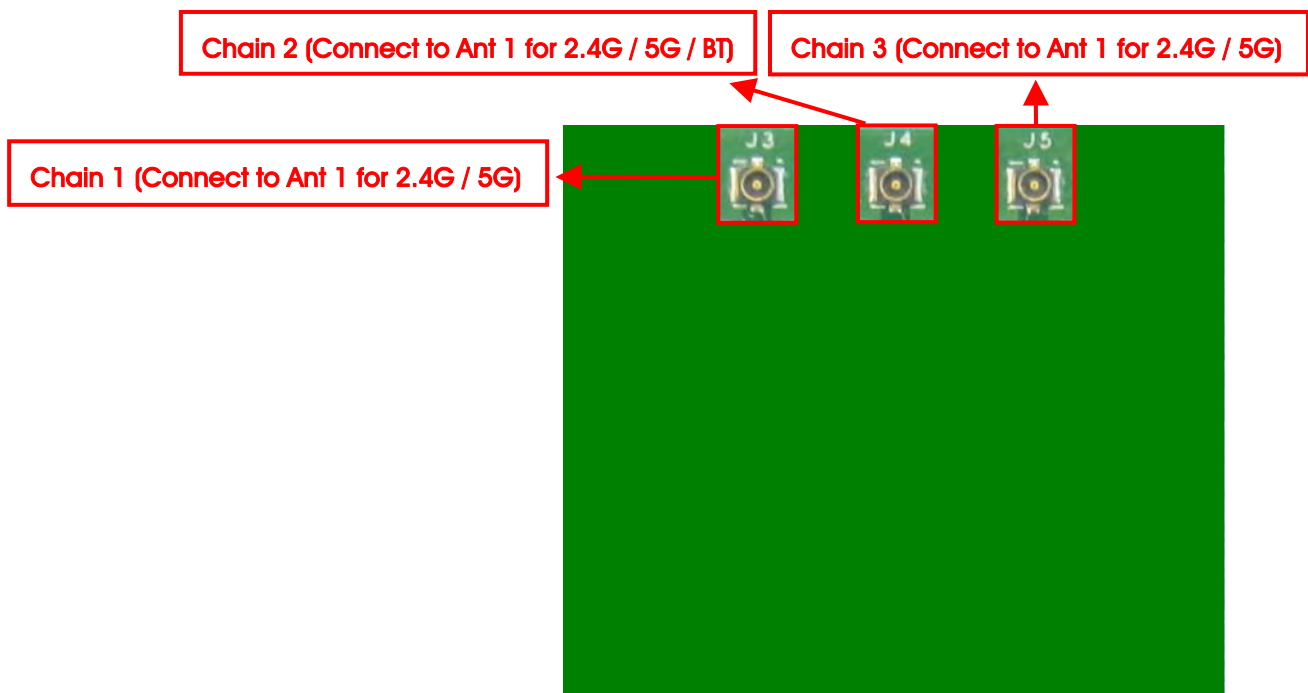 Chain 2 (Connect to Ant 1 for 2.4G / 5G / BT)
Chain 3 (Connect to Ant 1 for 2.4G / 5G)
J3
J4
J5
Chain 1 (Connect to Ant 1 for 2.4G / 5G)